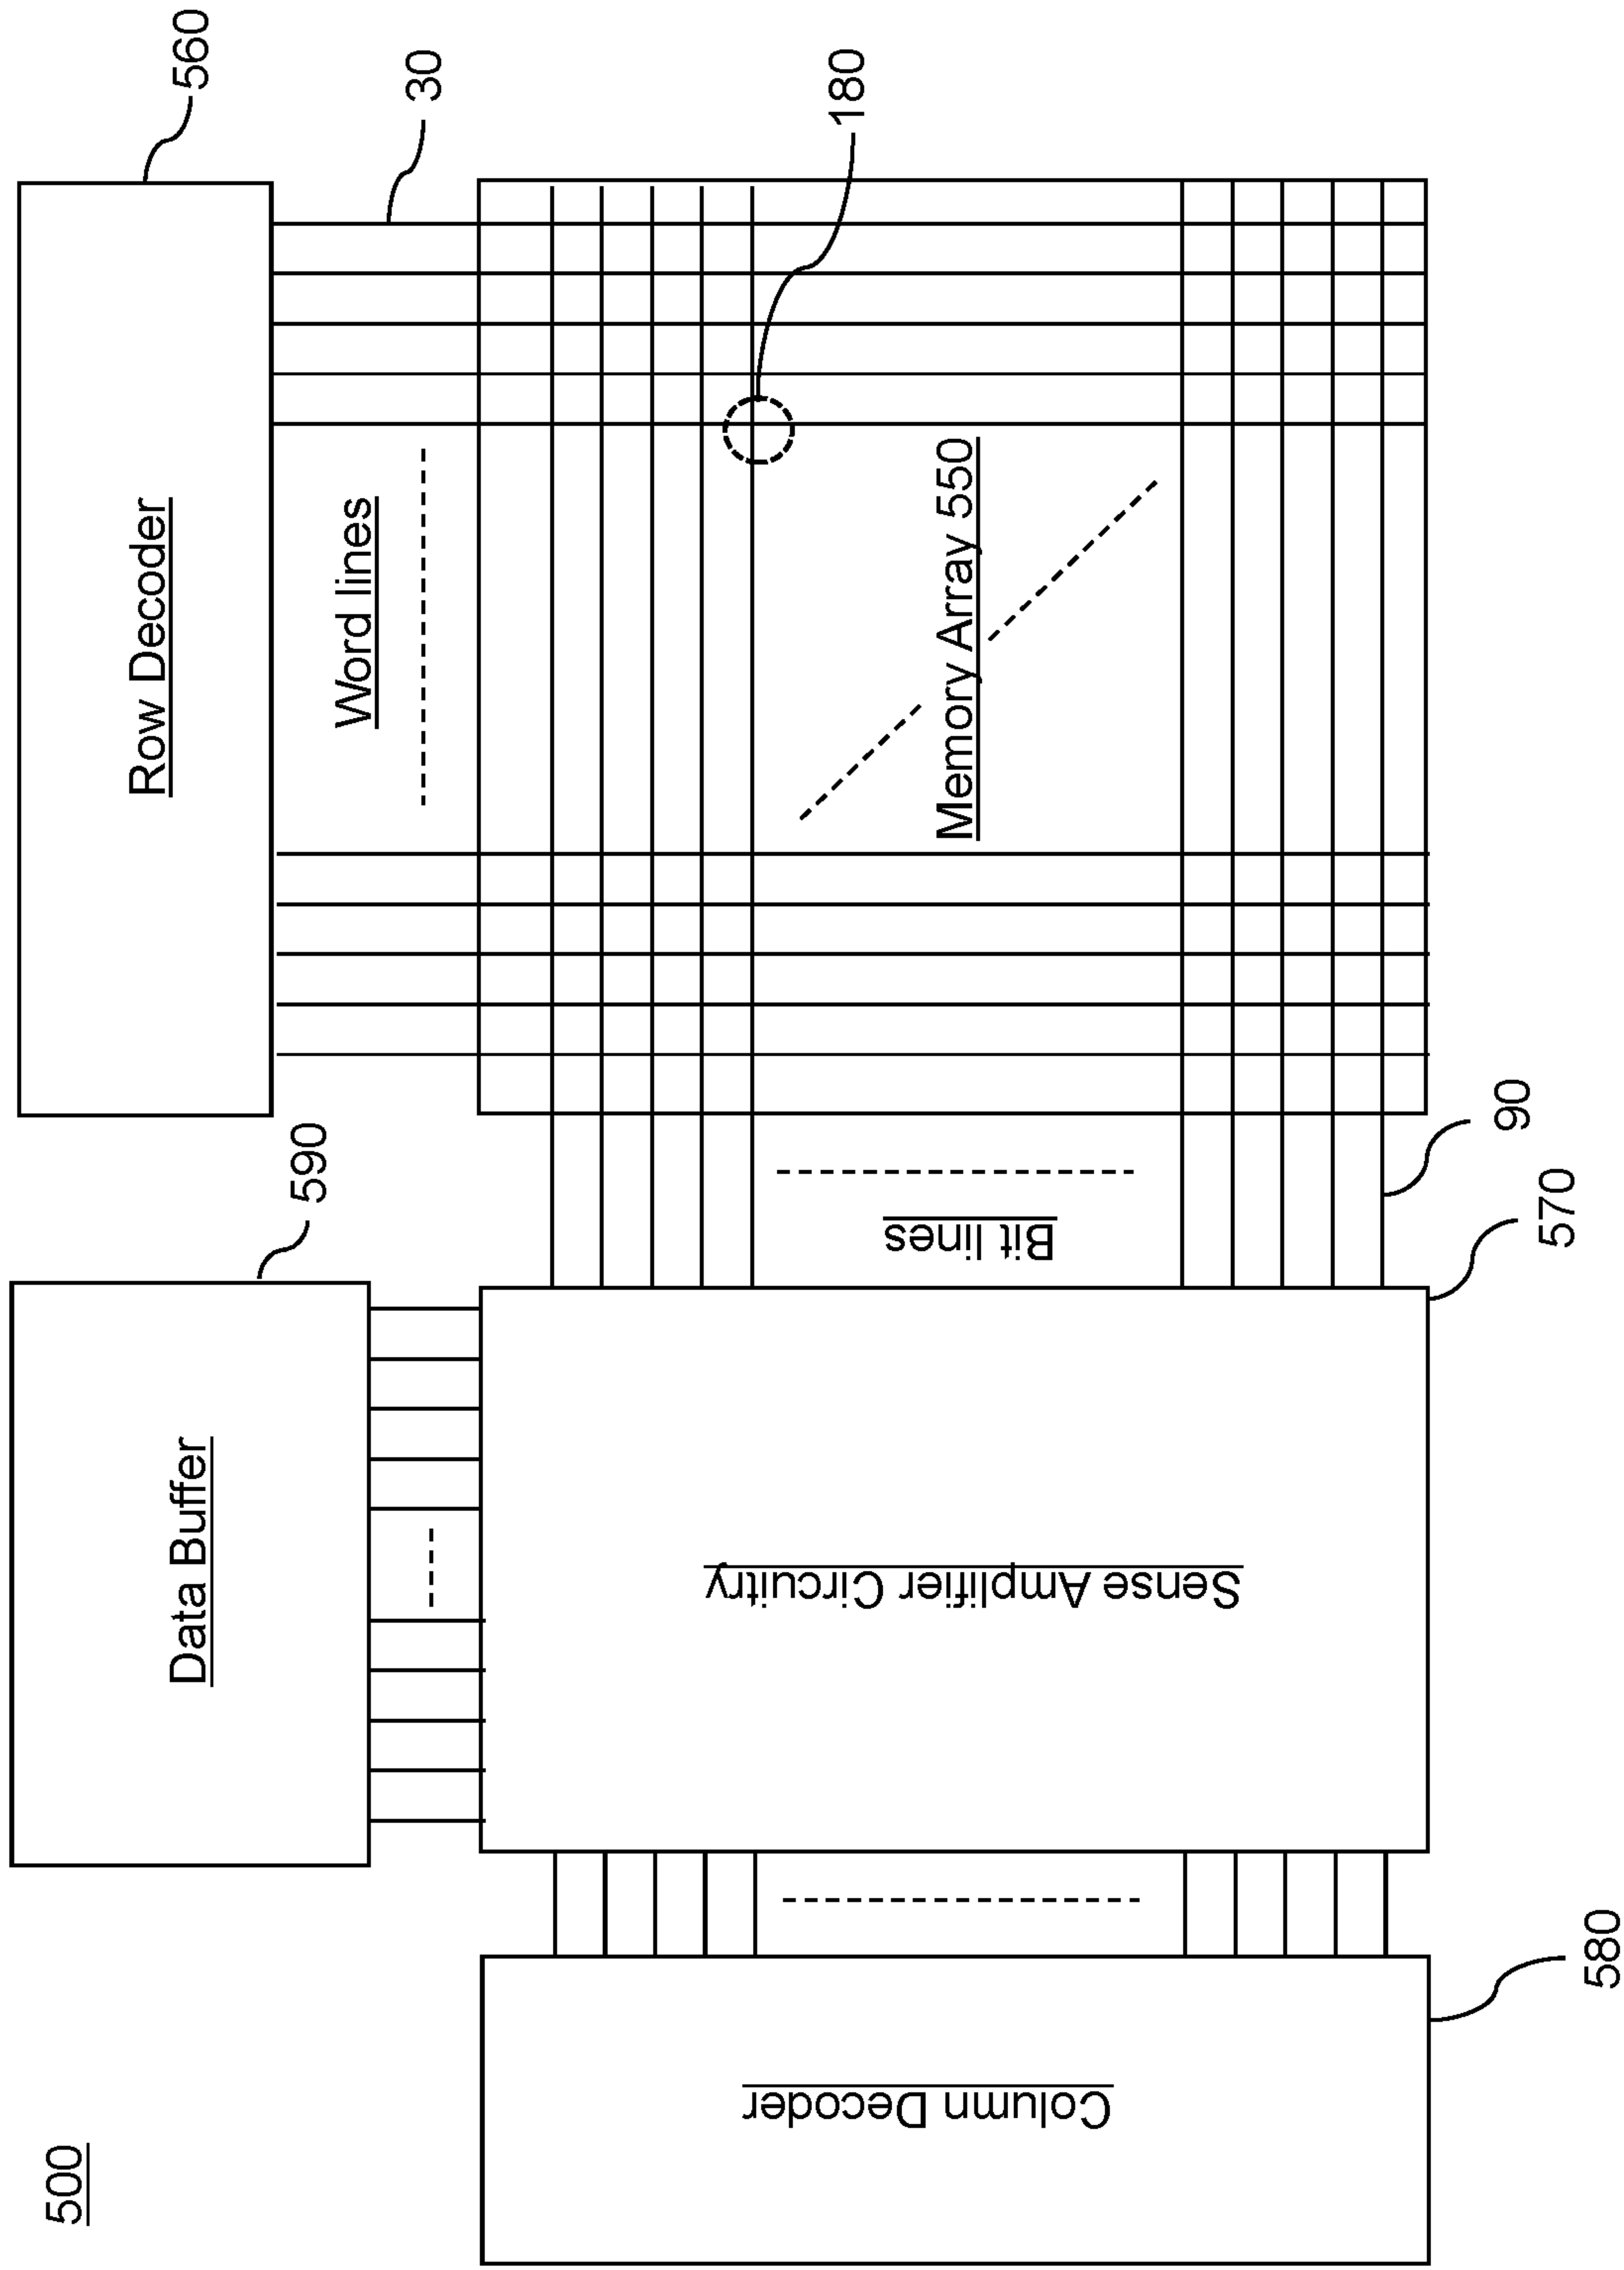 500
Row Decoder
560
Word lines
30
180
Memory Array 550
Data Buffer
590
Bit lines
90
570
Sense Amplifier Circuitry
Column Decoder
580